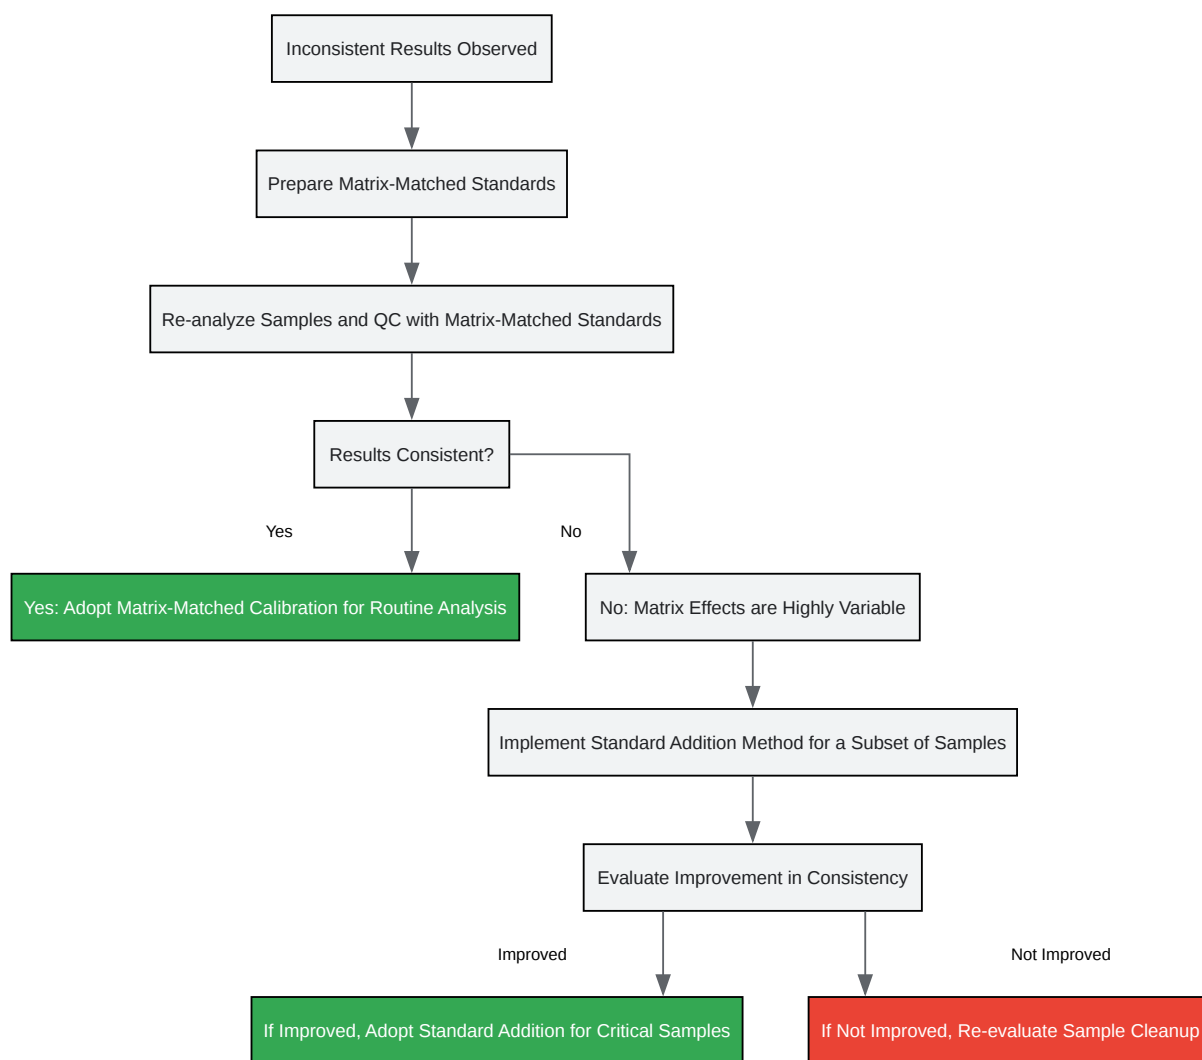 Inconsistent Results Observed
Prepare Matrix-Matched Standards
Re-analyze Samples and QC with Matrix-Matched Standards
Results Consistent?
Yes
No
Yes: Adopt Matrix-Matched Calibration for Routine Analysis
No: Matrix Effects are Highly Variable
Implement Standard Addition Method for a Subset of Samples
Evaluate Improvement in Consistency
Improved
Not Improved
If Improved, Adopt Standard Addition for Critical Samples
If Not Improved, Re-evaluate Sample Cleanup